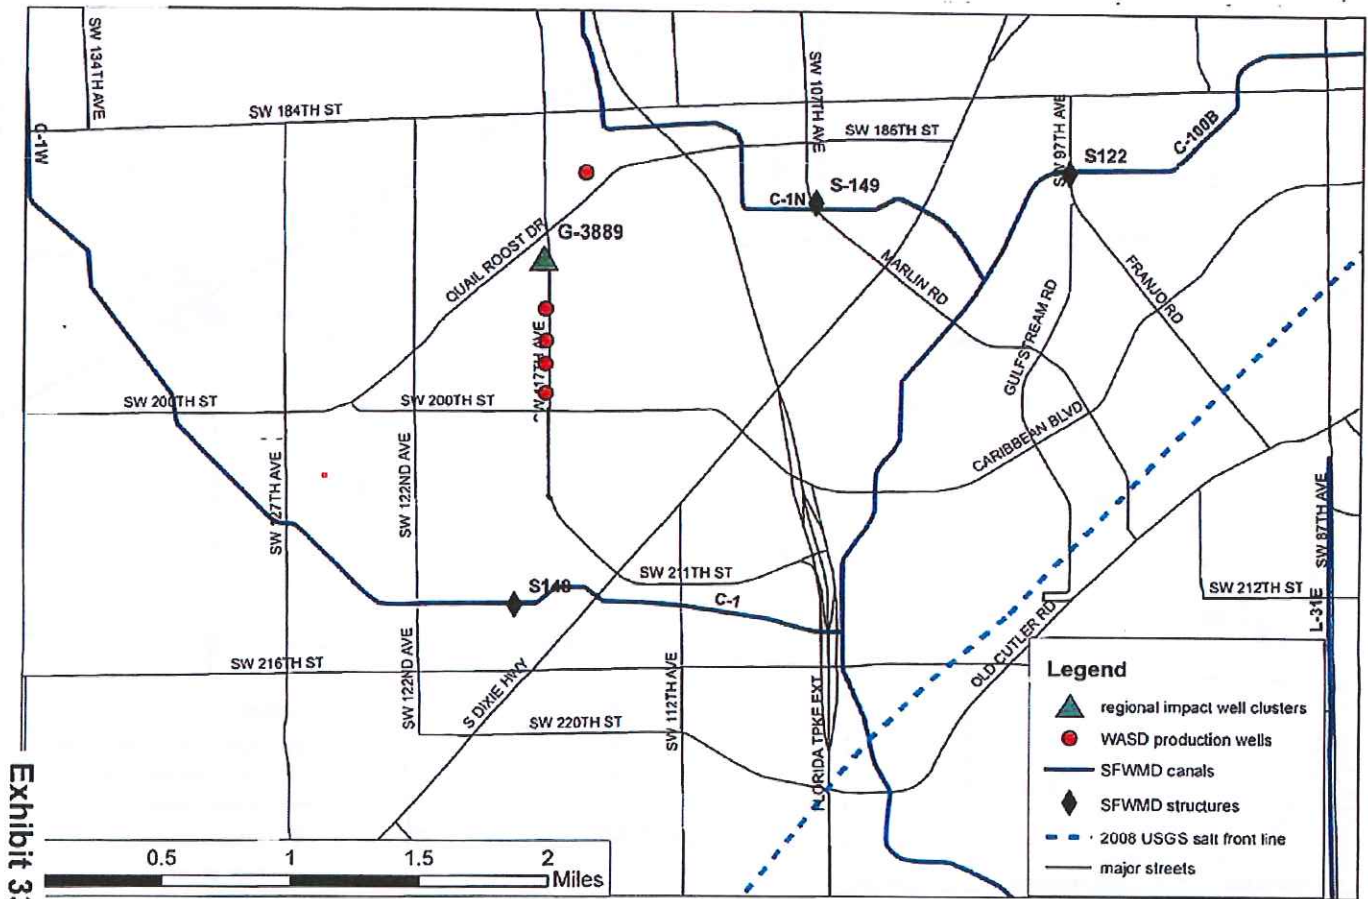 SW 134TH AVE
SW 184TH ST
C-1W
SW 107TH AVE
SW 186TH ST
SW 97TH AVE
S122
C-100B
C-1N
S-149
QUAIL ROOST DR
G-3889
MARLIN RD
FRANJO RD
GULFSTREAM RD
SW 117TH AVE
SW 200TH ST
SW 200TH ST
CARIBBEAN BLVD
SW 127TH AVE
SW 122ND AVE
SW 87TH AVE
S148
SW 211TH ST
C-1
SW 212TH ST
L-31E
OLD CUTLER RD
SW 216TH ST
SW 122ND AVE
S DIXIE HWY
SW 220TH ST
SW 112TH AVE
FLORIDA TPKE EXT
Legend
regional impact well clusters
WASD production wells
SFWMD canals
SFWMD structures
2008 USGS salt front line
major streets
0.5 1 1.5 2
Miles
Exhibit